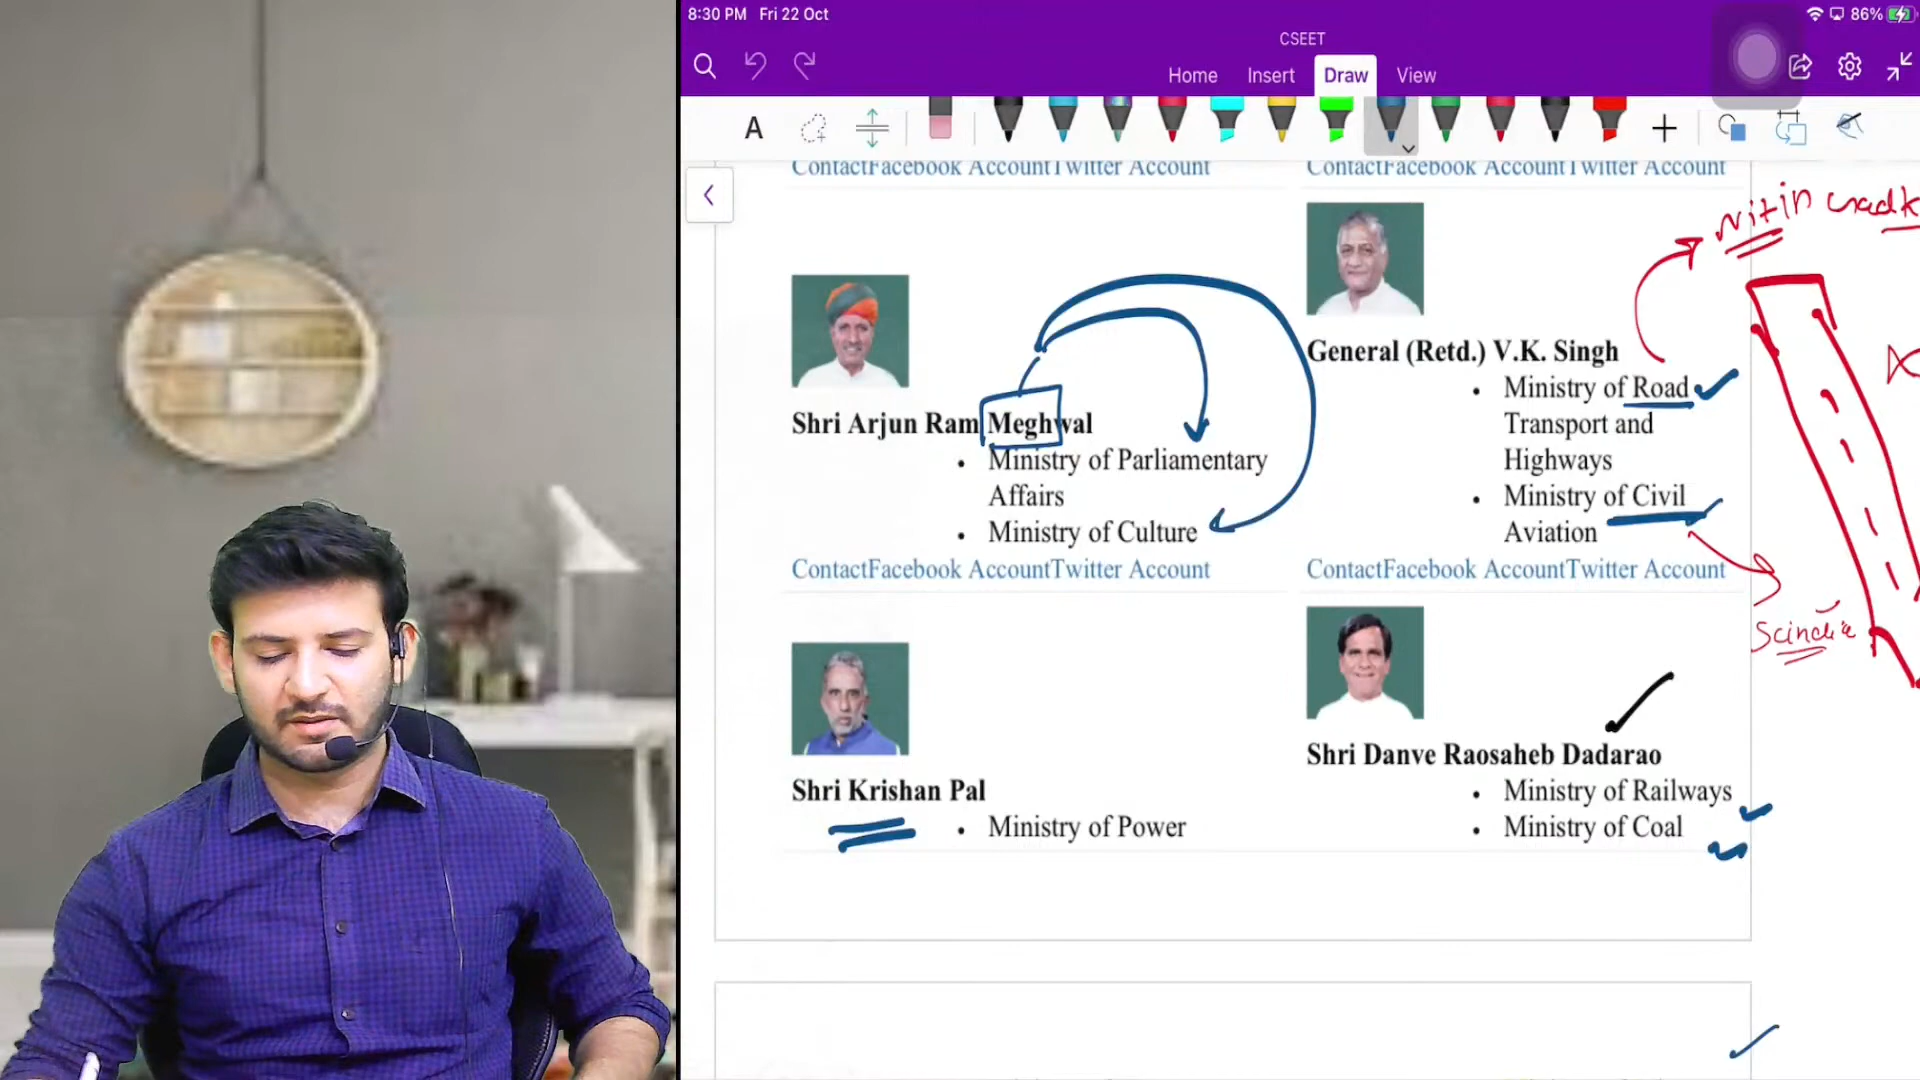 8:30 PM Fri 22 Oct
86%
CSEET
Home Insert Draw View
A
ContactFacebook AccountTwitter Account
ContactFacebook AccountTwitter Account
Nitin
General (Retd.) V.K. Singh
• Ministry of Road
Transport and
Highways
• Ministry of Civil
Aviation
ContactFacebook AccountTwitter Account
Shri Arjun Ram Meghwal
• Ministry of Parliamentary
Affairs
• Ministry of Culture
ContactFacebook AccountTwitter Account
Scindia
Shri Krishan Pal
• Ministry of Power
Shri Danve Raosaheb Dadarao
• Ministry of Railways
• Ministry of Coal